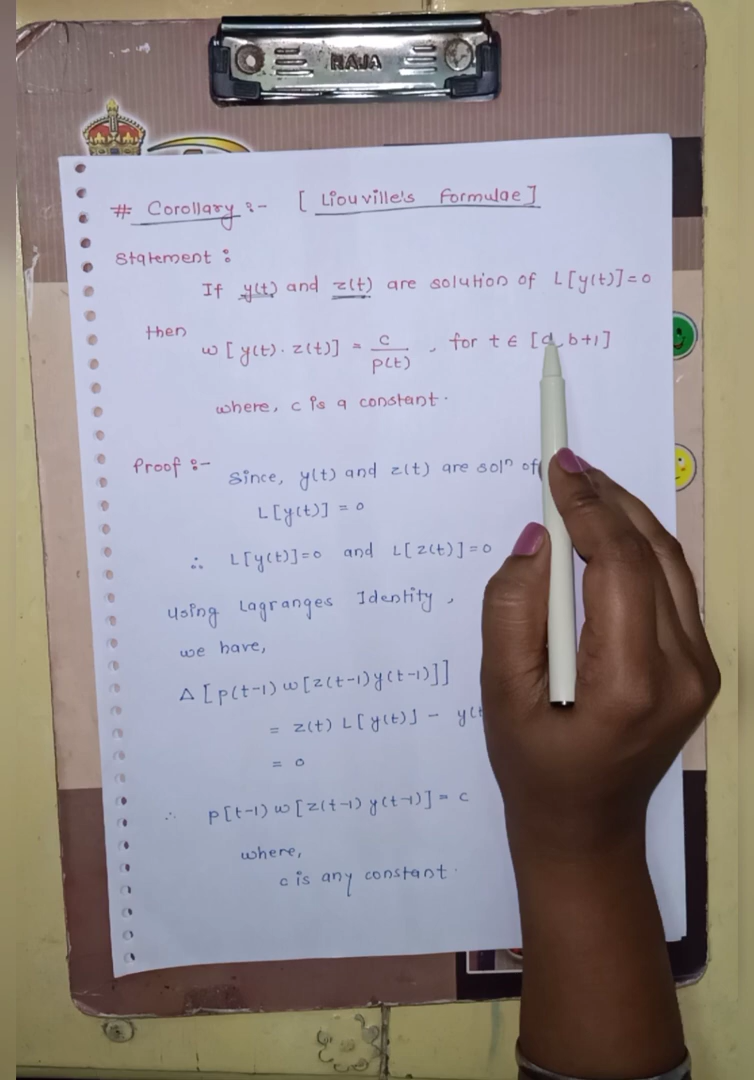 RAJA
# Corollary :- [ Liouville's Formulae ]
Statement :
If y(t) and z(t) are solution of L[y(t)] = 0
then w[y(t). z(t)] = c/p(t) , for t ∈ [ b+1]
where, c is a constant.
Proof :- Since, y(t) and z(t) are solⁿ of
L[y(t)] = 0
∴ L[y(t)]=0 and L[z(t)]=0
Using Lagranges Identity,
we have,
Δ[p(t-1) w[z(t-1) y(t-1)]]
= z(t) L[y(t)] - y(t
= 0
∴ p[t-1) w[z(t-1) y(t-1)] = c
where,
c is any constant.